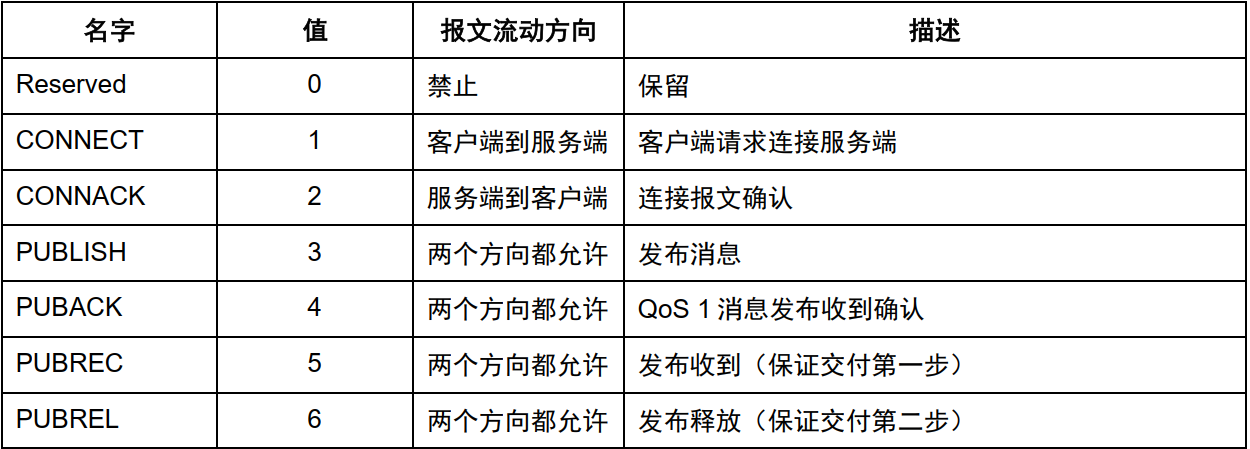 名字 值 报文流动方向 描述
Reserved 0 禁止 保留
CONNECT 1 客户端到服务端 客户端请求连接服务端
CONNACK 2 服务端到客户端 连接报文确认
PUBLISH 3 两个方向都允许 发布消息
PUBACK 4 两个方向都允许 QoS 1 消息发布收到确认
PUBREC 5 两个方向都允许 发布收到（保证交付第一步）
PUBREL 6 两个方向都允许 发布释放（保证交付第二步）